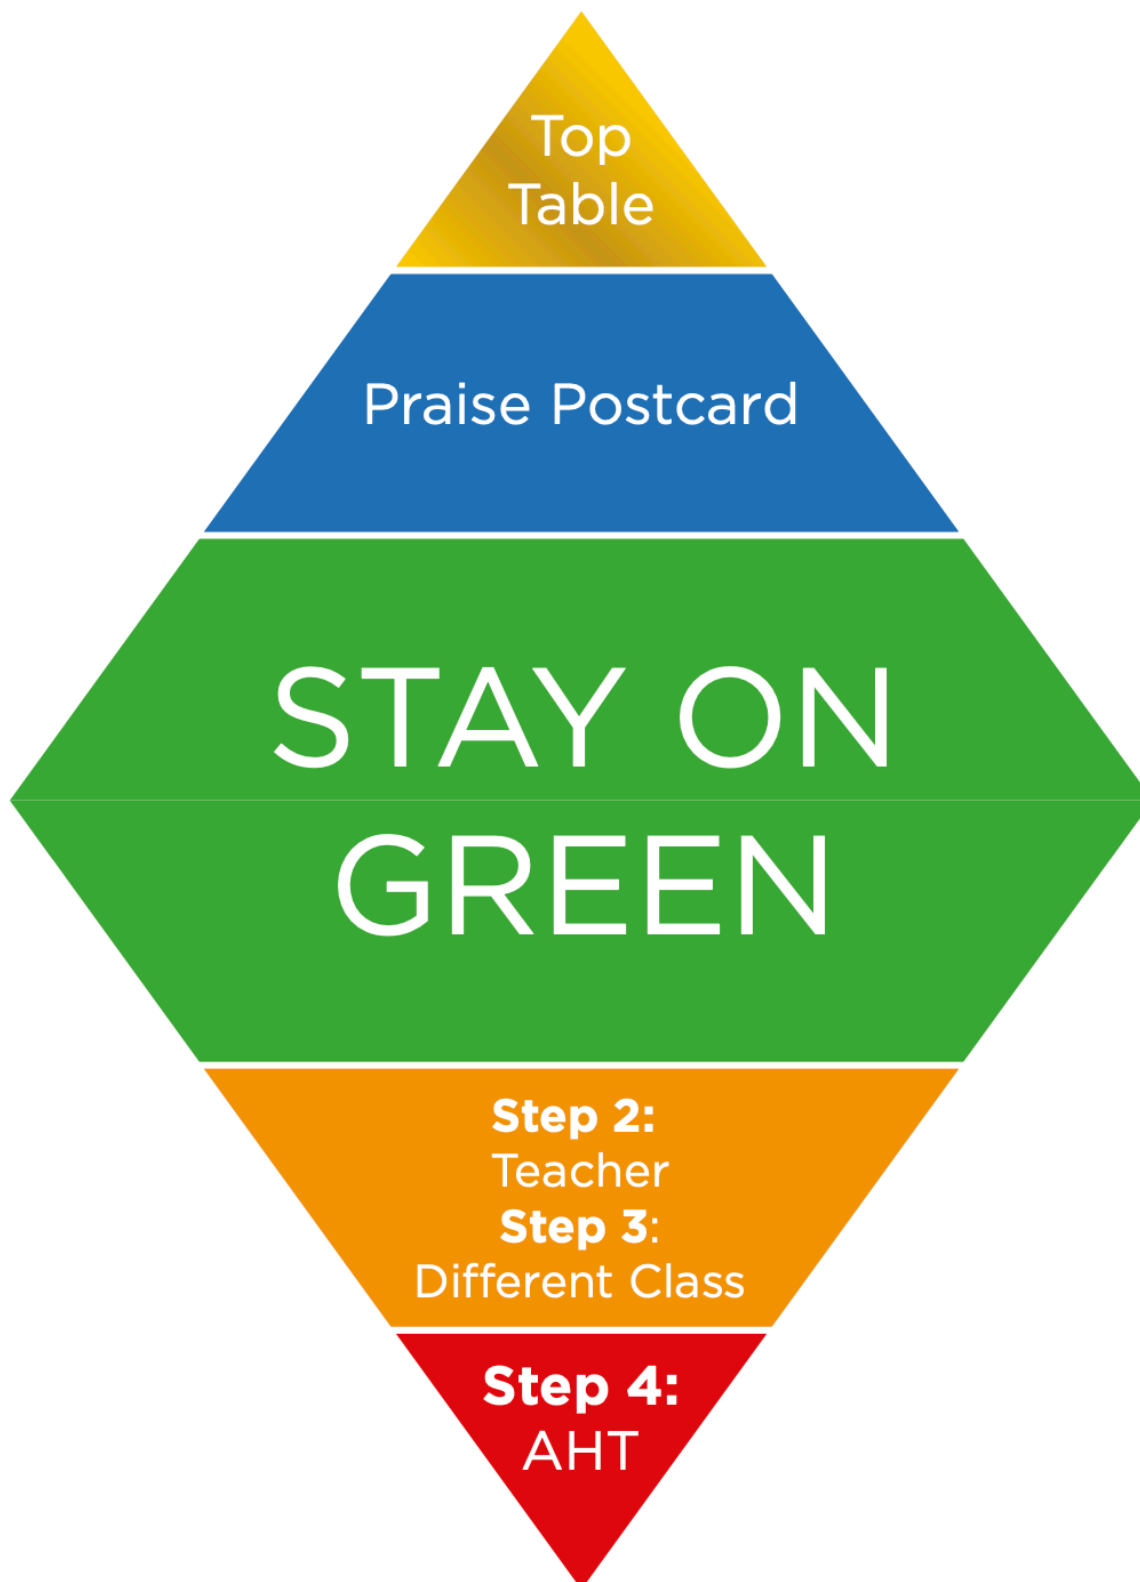 Top
Table
Praise Postcard
STAY ON
GREEN
Step 2:
Teacher
Step 3:
Different Class
Step 4:
AHT